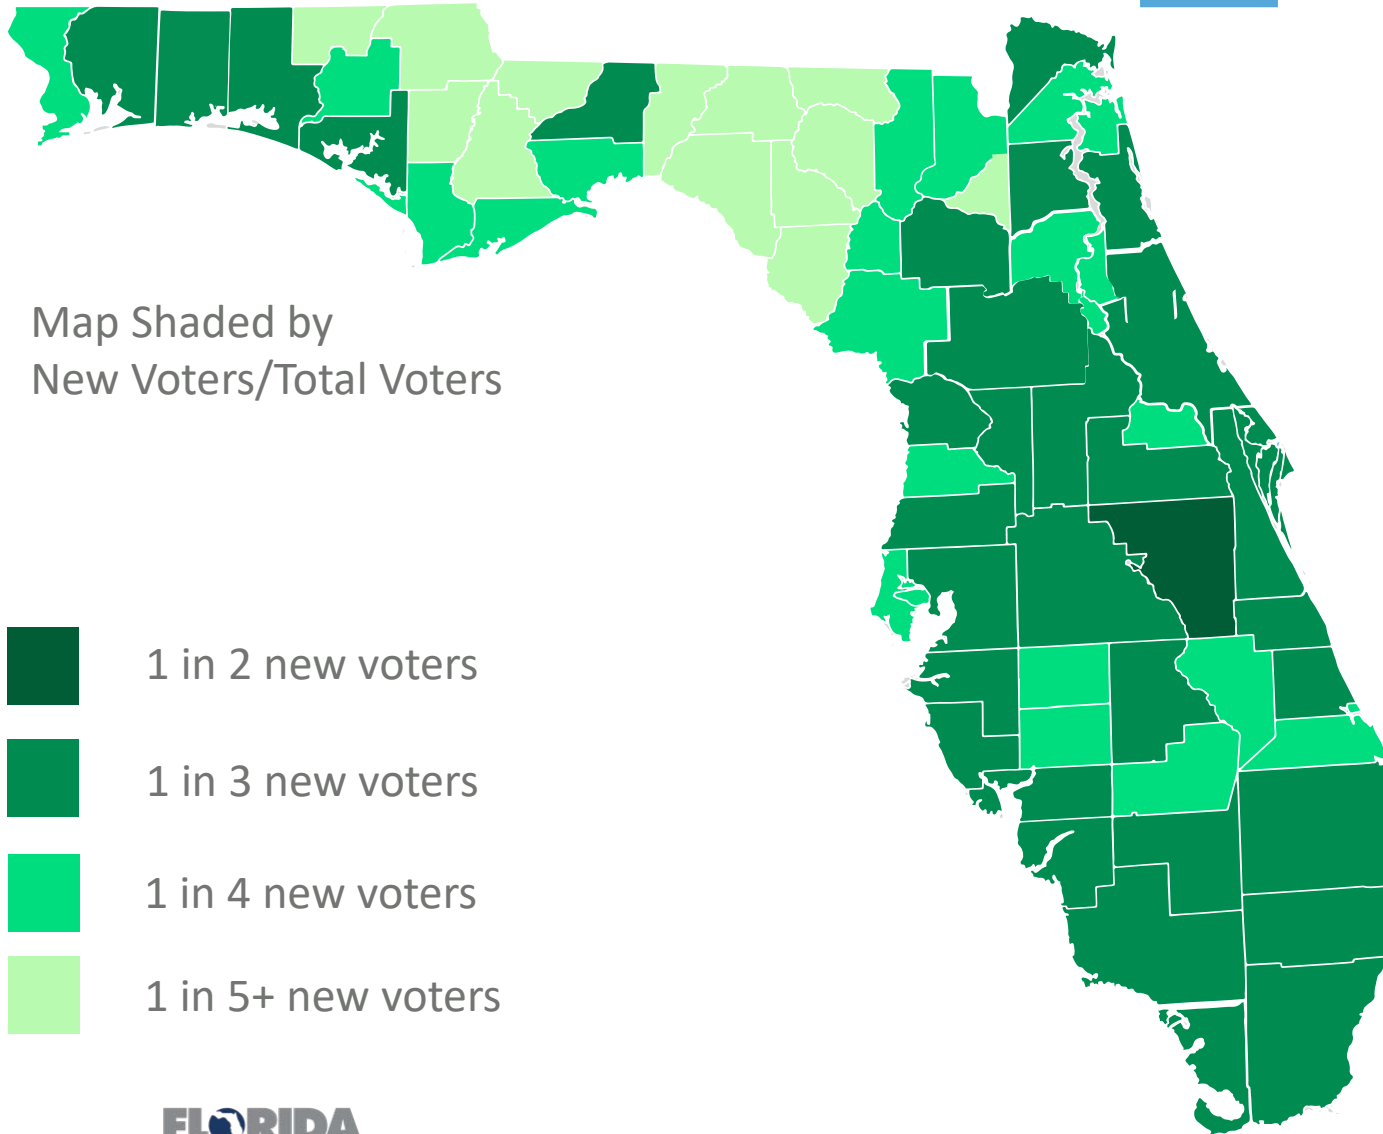 Map Shaded by
New Voters/Total Voters
1 in 2 new voters
1 in 3 new voters
1 in 4 new voters
1 in 5+ new voters
FLORIDA